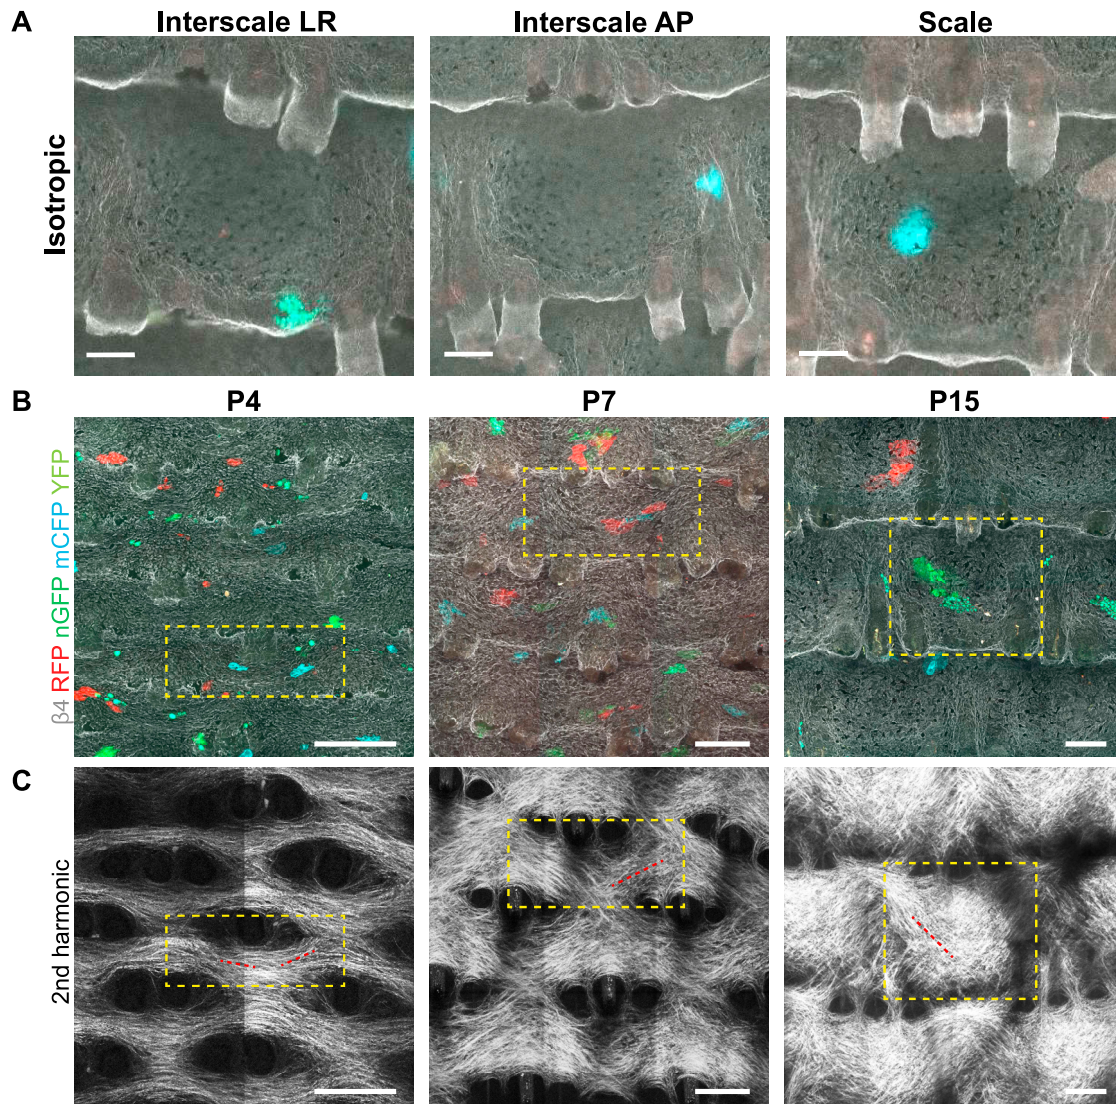 A
Interscale LR
Interscale AP
Scale
Isotropic
B
P4
P7
P15
β4 RFP nGFP mCFP YFP
C
2nd harmonic